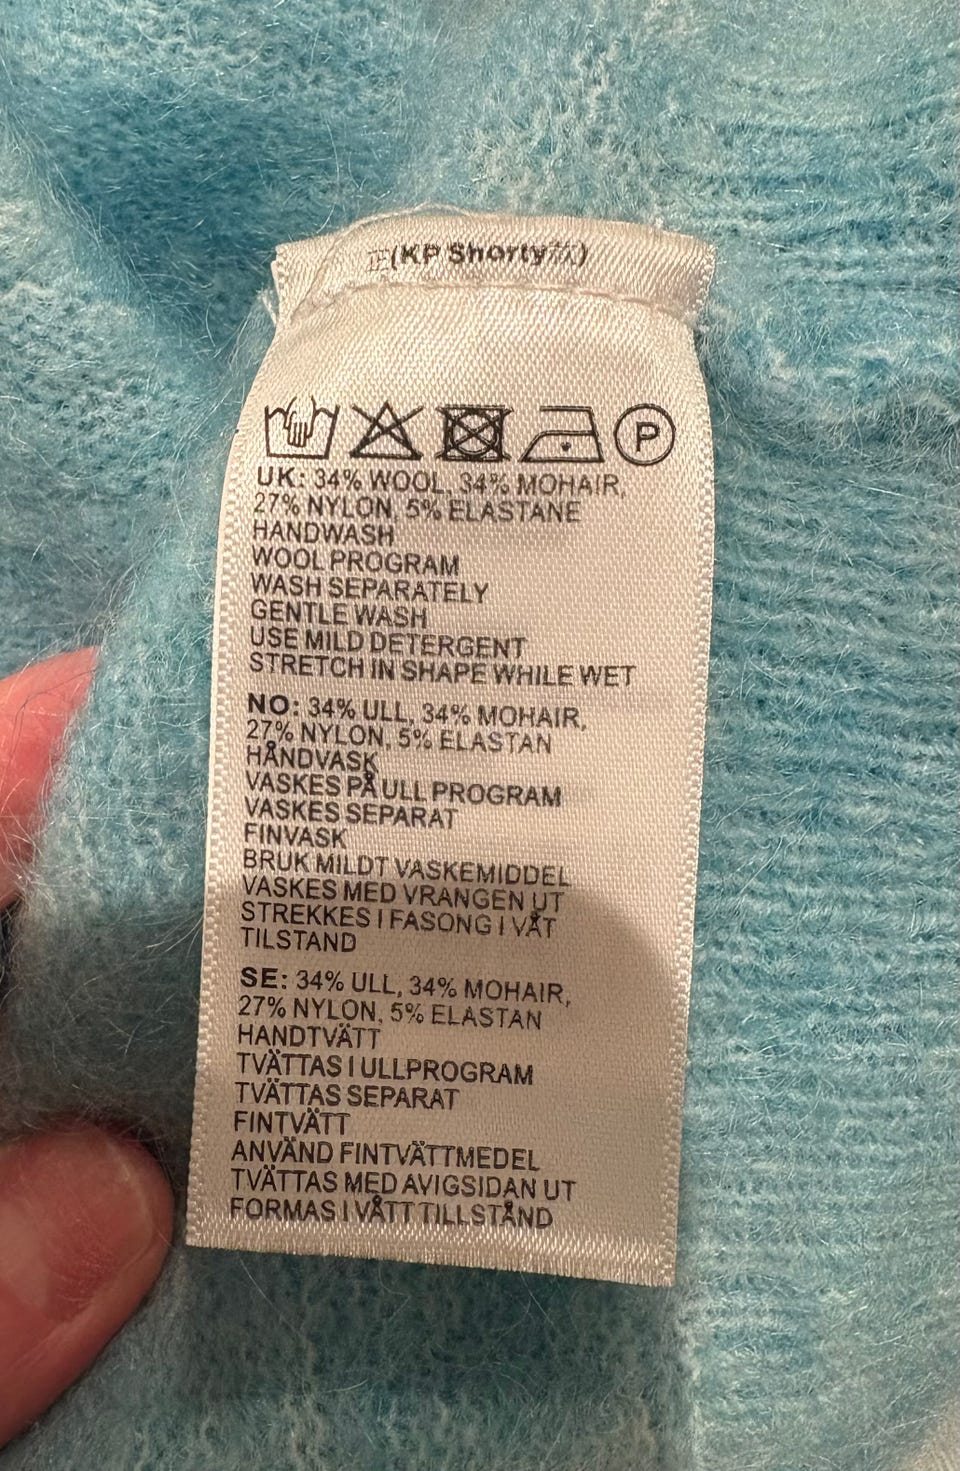 (KP Shorty)
P
UK: 34% WOOL, 34% MOHAIR,
27% NYLON, 5% ELASTANE
HANDWASH
WOOL PROGRAM
WASH SEPARATELY
GENTLE WASH
USE MILD DETERGENT
STRETCH IN SHAPE WHILE WET
NO: 34% ULL, 34% MOHAIR,
27% NYLON, 5% ELASTAN
HÅNDVASK
VASKES PÅ ULL PROGRAM
VASKES SEPARAT
FINVASK
BRUK MILDT VASKEMIDDEL
VASKES MED VRANGEN UT
STREKKES I FASONG I VÅT
TILSTAND
SE: 34% ULL, 34% MOHAIR,
27% NYLON, 5% ELASTAN
HANDTVÄTT
TVÄTTAS I ULLPROGRAM
TVÄTTAS SEPARAT
FINTVÄTT
ANVÄND FINTVÄTTMEDEL
TVÄTTAS MED AVIGSIDAN UT
FORMAS I VÅTT TILLSTÅND